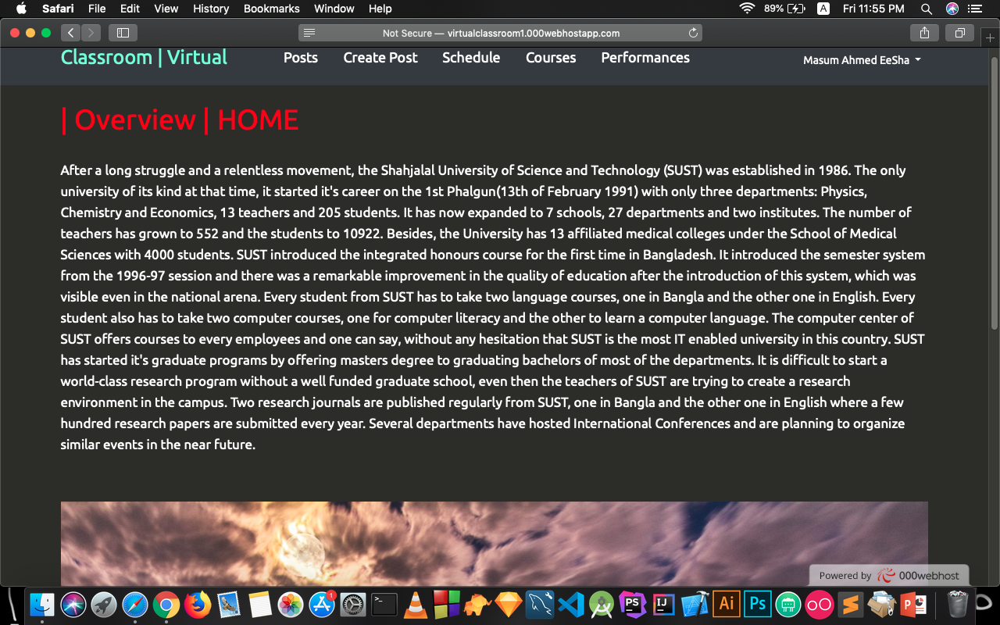 Safari File Edit View History Bookmarks Window Help 89% A Fri 11:55 PM
Not Secure — virtualclassroom1.000webhostapp.com
Classroom | Virtual Posts Create Post Schedule Courses Performances Masum Ahmed EeSha
| Overview | HOME
After a long struggle and a relentless movement, the Shahjalal University of Science and Technology (SUST) was established in 1986. The only
university of its kind at that time, it started it's career on the 1st Phalgun(13th of February 1991) with only three departments: Physics,
Chemistry and Economics, 13 teachers and 205 students. It has now expanded to 7 schools, 27 departments and two institutes. The number of
teachers has grown to 552 and the students to 10922. Besides, the University has 13 affiliated medical colleges under the School of Medical
Sciences with 4000 students. SUST introduced the integrated honours course for the first time in Bangladesh. It introduced the semester system
from the 1996-97 session and there was a remarkable improvement in the quality of education after the introduction of this system, which was
visible even in the national arena. Every student from SUST has to take two language courses, one in Bangla and the other one in English. Every
student also has to take two computer courses, one for computer literacy and the other to learn a computer language. The computer center of
SUST offers courses to every employees and one can say, without any hesitation that SUST is the most IT enabled university in this country. SUST
has started it's graduate programs by offering masters degree to graduating bachelors of most of the departments. It is difficult to start a
world-class research program without a well funded graduate school, even then the teachers of SUST are trying to create a research
environment in the campus. Two research journals are published regularly from SUST, one in Bangla and the other one in English where a few
hundred research papers are submitted every year. Several departments have hosted International Conferences and are planning to organize
similar events in the near future.
Powered by 000webhost
1 >_ PS IJ Ai Ps P